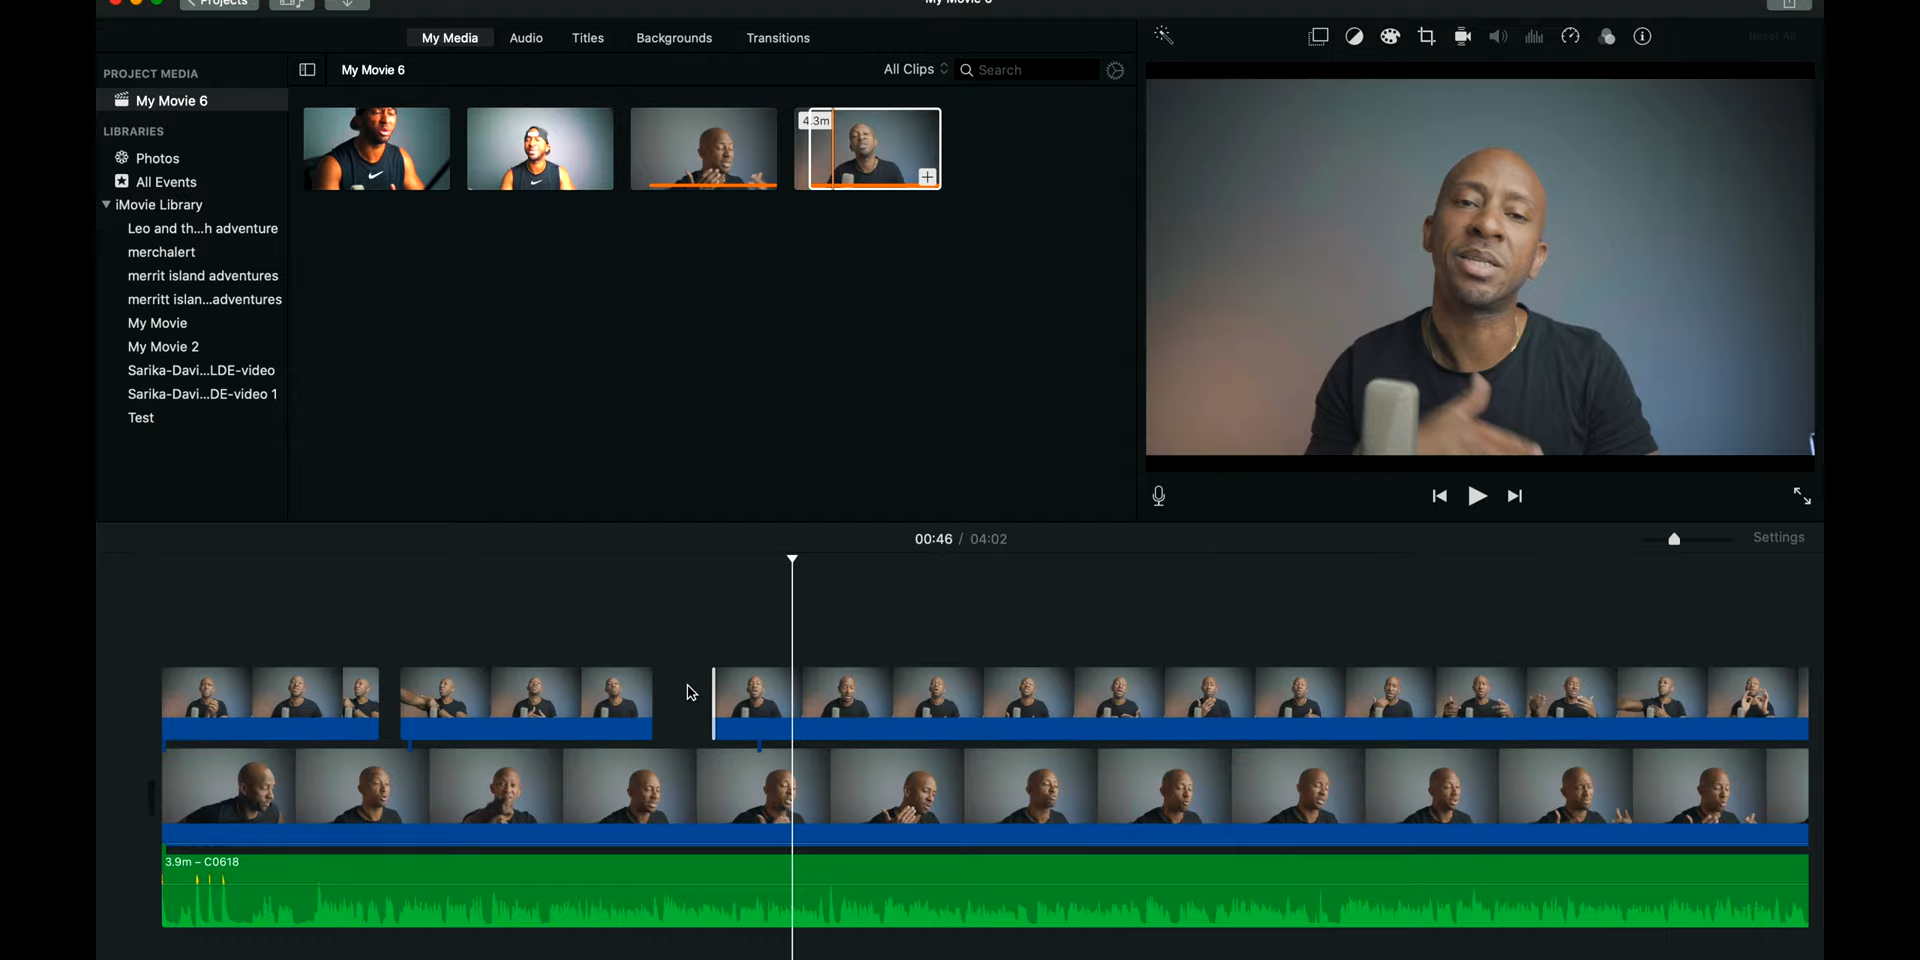 Projects
My Movie 6
My Media Audio Titles Backgrounds Transitions
Reset All
PROJECT MEDIA
My Movie 6
LIBRARIES
Photos
All Events
iMovie Library
Leo and th...h adventure
merchalert
merrit island adventures
merritt islan...adventures
My Movie
My Movie 2
Sarika-Davi...LDE-video
Sarika-Davi...DE-video 1
Test
My Movie 6
All Clips
Search
4.3m
00:46 / 04:02
Settings
3.9m – C0618